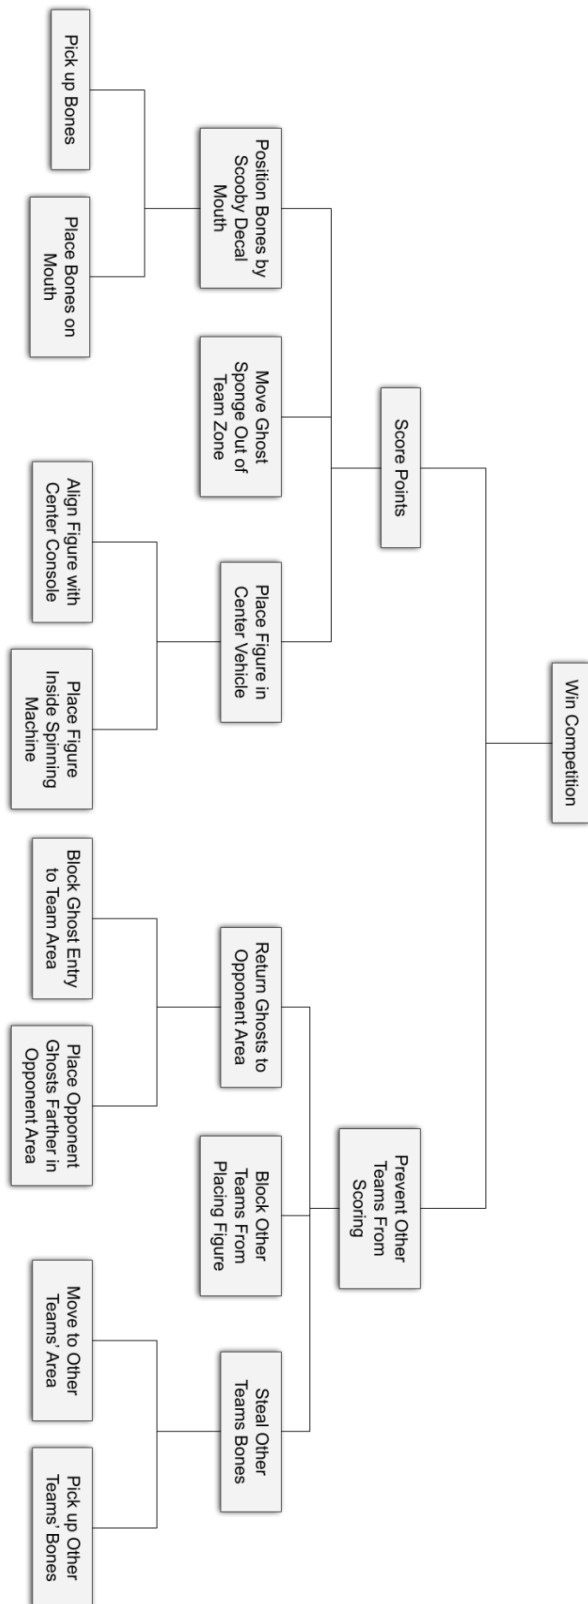 Win Competition
Score Points
Prevent Other
Teams From
Scoring
Position Bones by
Scooby Decal
Mouth
Move Ghost
Sponge Out of
Team Zone
Place Figure in
Center Vehicle
Return Ghosts to
Opponent Area
Block Other
Teams From
Placing Figure
Steal Other
Teams Bones
Pick up Bones
Place Bones on
Mouth
Align Figure with
Center Console
Place Figure
Inside Spinning
Machine
Block Ghost Entry
to Team Area
Place Opponent
Ghosts Farther in
Opponent Area
Move to Other
Teams' Area
Pick up Other
Teams' Bones